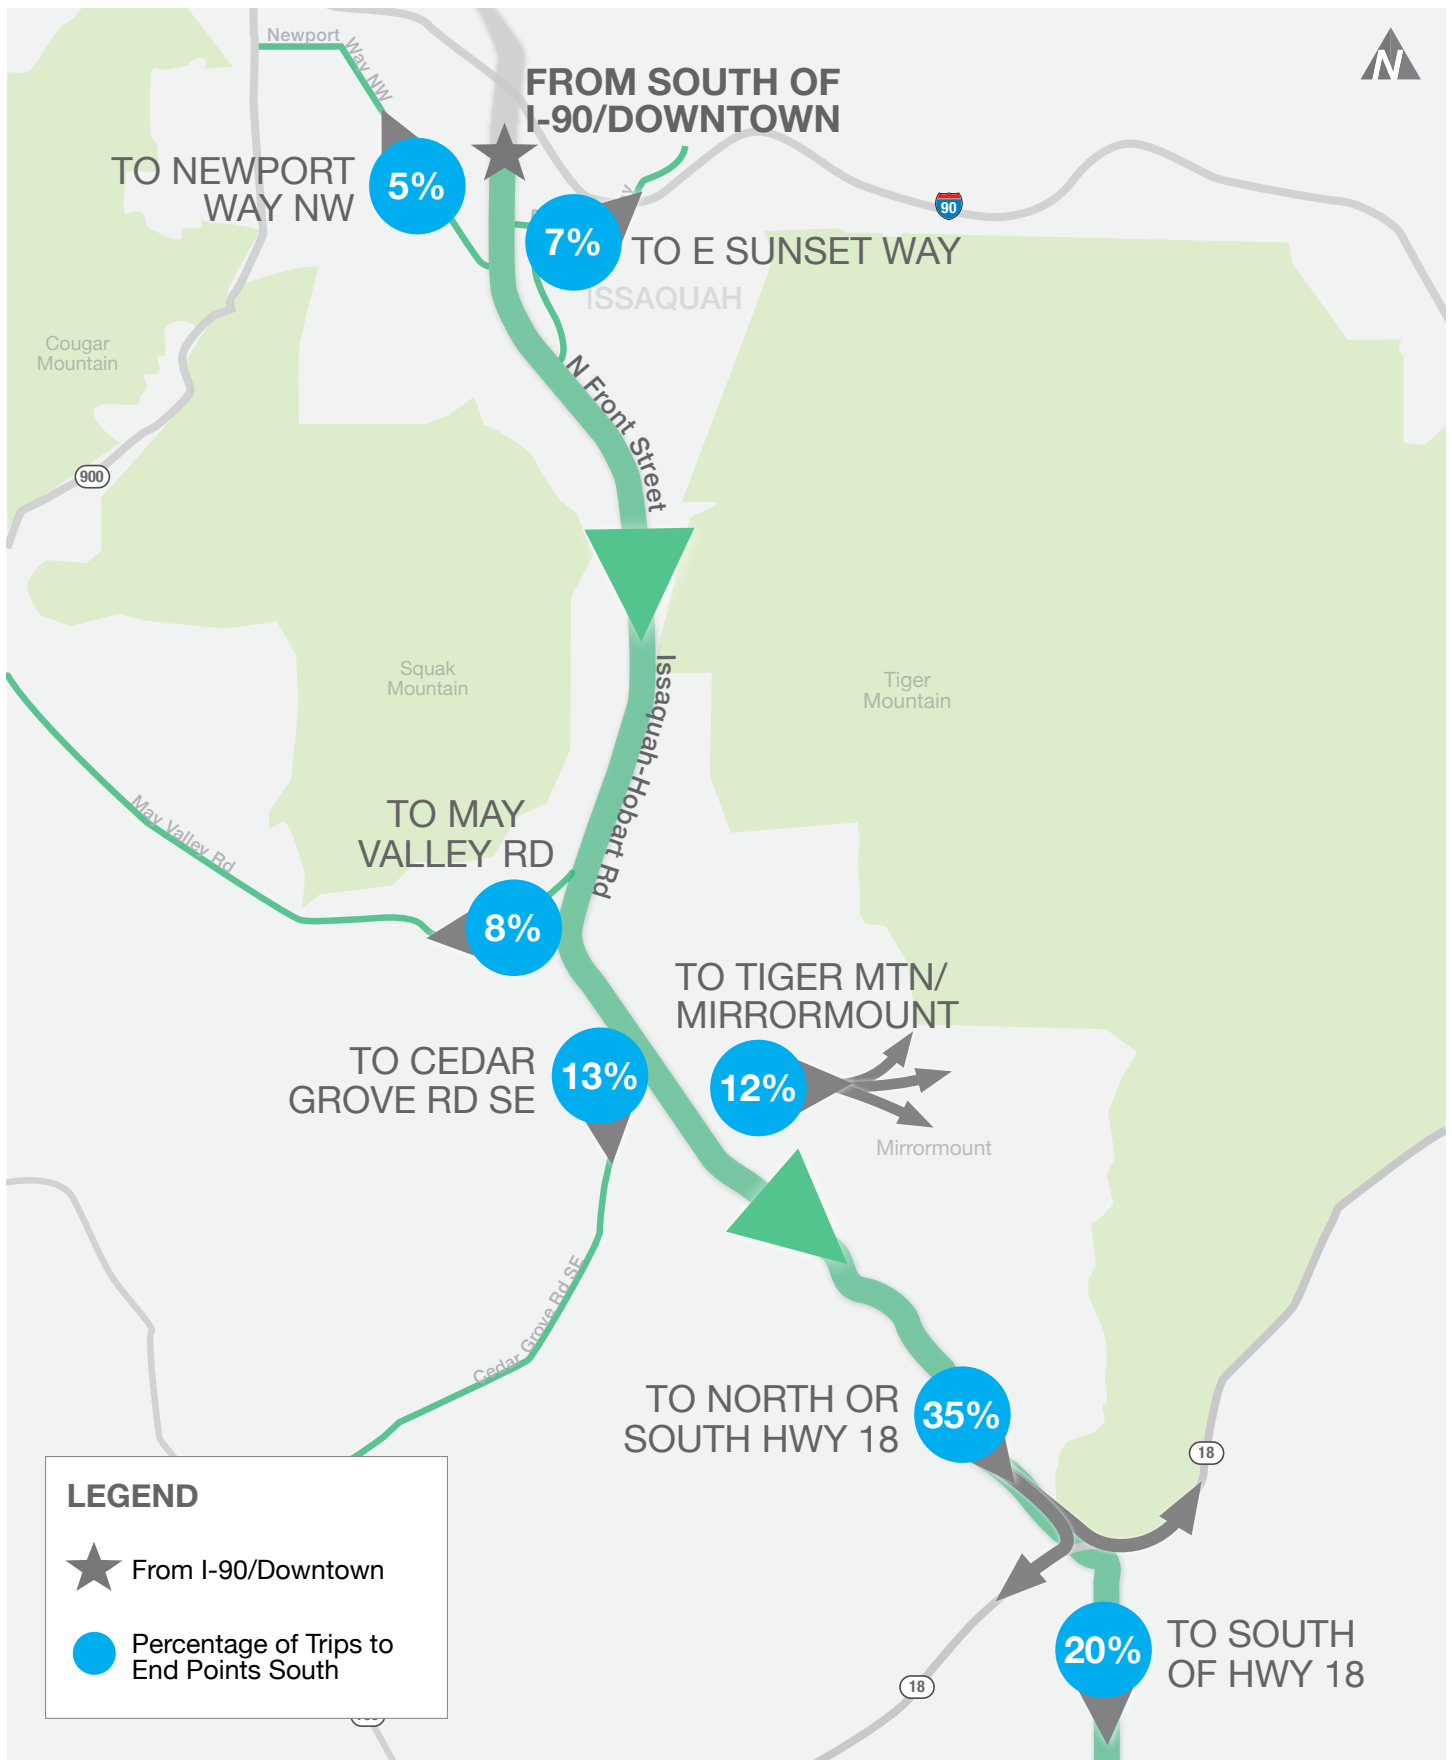 Newport
Way NW
N
FROM SOUTH OF
I-90/DOWNTOWN
TO NEWPORT
WAY NW
5%
90
7%
TO E SUNSET WAY
ISSAQUAH
Cougar
Mountain
N Front Street
900
Squak
Mountain
Tiger
Mountain
Issaquah-Hobart Rd
May Valley Rd
TO MAY
VALLEY RD
8%
TO TIGER MTN/
MIRRORMOUNT
12%
TO CEDAR
GROVE RD SE
13%
Mirrormount
Cedar Grove Rd SE
TO NORTH OR
SOUTH HWY 18
35%
18
LEGEND
From I-90/Downtown
Percentage of Trips to
End Points South
20%
TO SOUTH
OF HWY 18
18